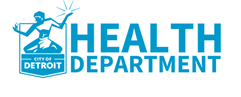 CITY OF
DETROIT
HEALTH
DEPARTMENT